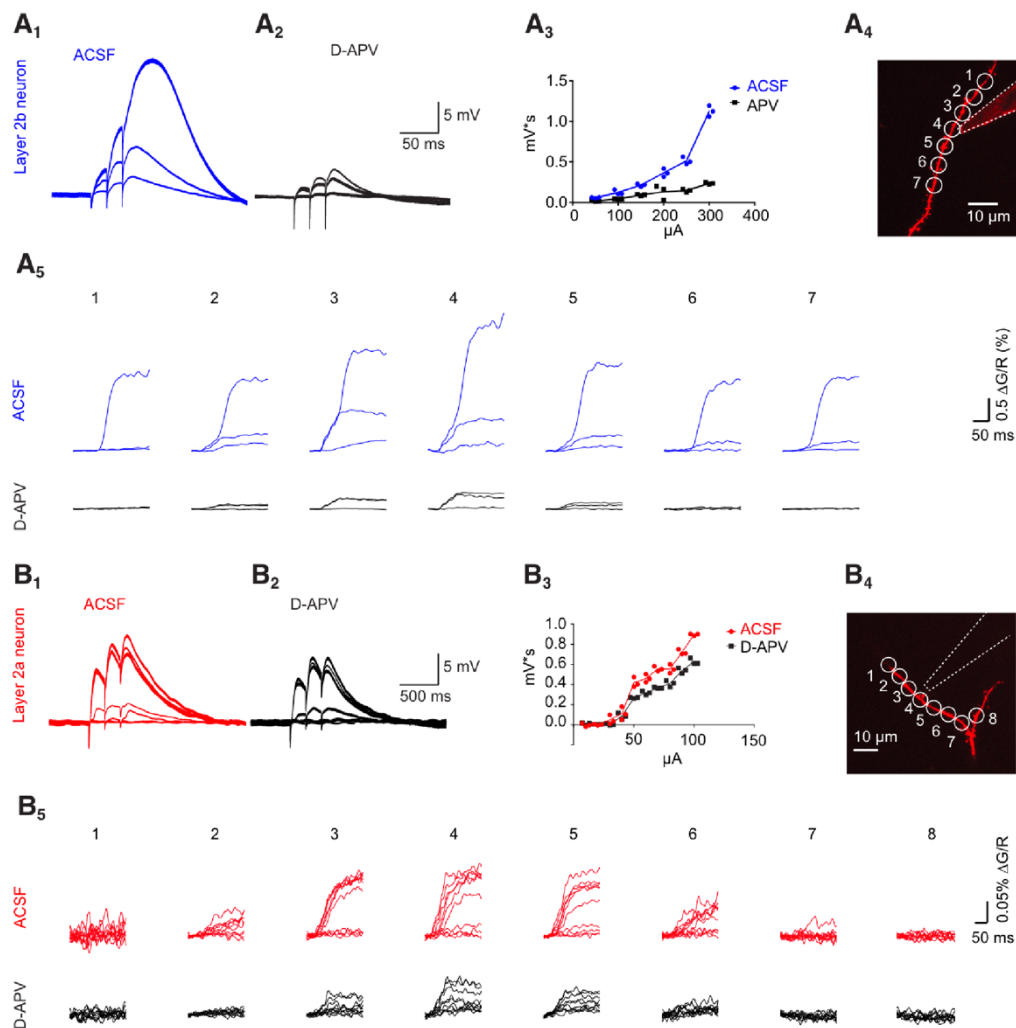 A1
A2
A3
A4
ACSF
D-APV
Layer 2b neuron
5 mV
50 ms
1.5
1.0
0.5
0.0
mV*s
0
100
200
300
400
µA
ACSF
APV
1
2
3
4
5
6
7
10 µm
A5
1 2 3 4 5 6 7
ACSF
0.5 ΔG/R (%)
50 ms
D-APV
B1
B2
B3
B4
ACSF
D-APV
Layer 2a neuron
5 mV
500 ms
1.0
0.8
0.6
0.4
0.2
0.0
mV*s
50
100
150
µA
ACSF
D-APV
1
2
3
4
5
6
7
8
10 µm
B5
1 2 3 4 5 6 7 8
ACSF
0.05% ΔG/R
50 ms
D-APV